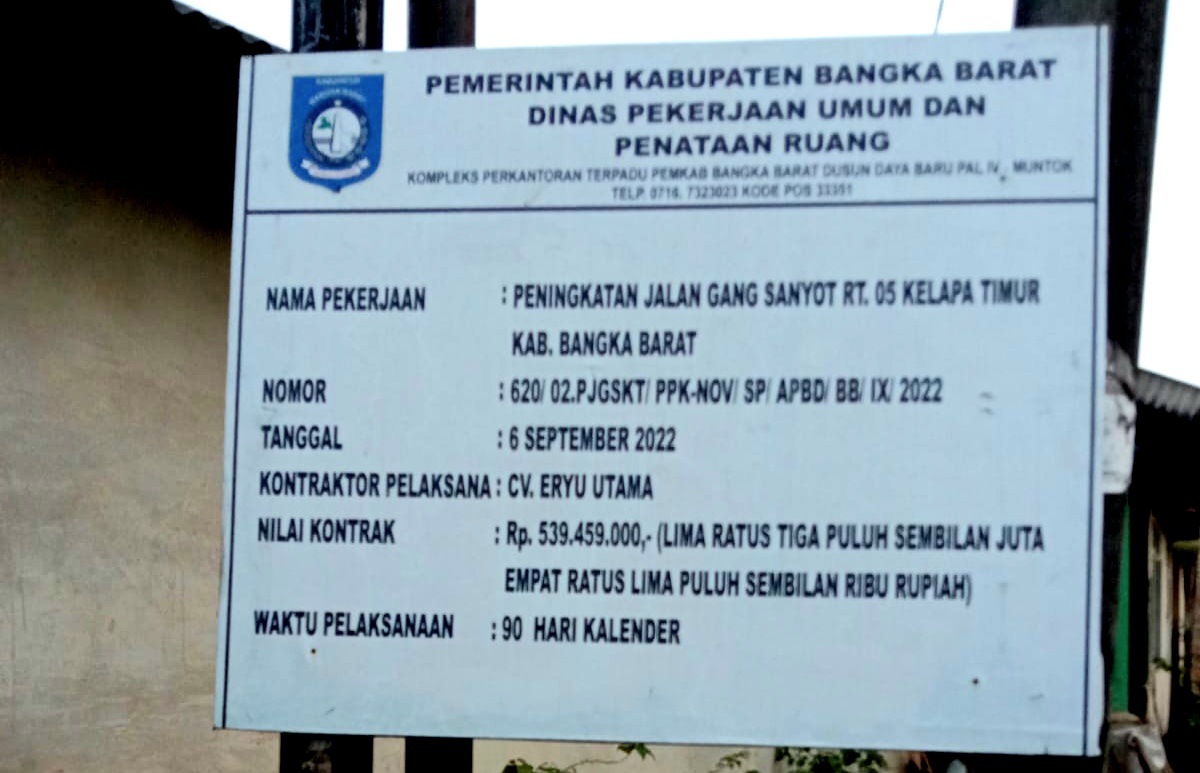 PEMERINTAH KABUPATEN BANGKA BARAT
DINAS PEKERJAAN UMUM DAN
PENATAAN RUANG
KOMPLEKS PERKANTORAN TERPADU PEMKAB BANGKA BARAT DUSUN DAYA BARU PAL IV, MUNTOK
TELP. 0716. 7323023 KODE POS 33351
NAMA PEKERJAAN : PENINGKATAN JALAN GANG SANYOT RT. 05 KELAPA TIMUR
KAB. BANGKA BARAT
NOMOR : 620/ 02.PJGSKT/ PPK-NOV/ SP/ APBD/ BB/ IX/ 2022
TANGGAL : 6 SEPTEMBER 2022
KONTRAKTOR PELAKSANA : CV. ERYU UTAMA
NILAI KONTRAK : Rp. 539.459.000,- (LIMA RATUS TIGA PULUH SEMBILAN JUTA
EMPAT RATUS LIMA PULUH SEMBILAN RIBU RUPIAH)
WAKTU PELAKSANAAN : 90 HARI KALENDER